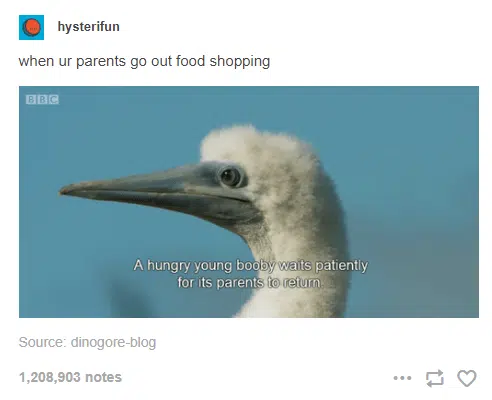 hysterifun
when ur parents go out food shopping
BBC
A hungry young booby waits patiently
for its parents to return
Source: dinogore-blog
1,208,903 notes